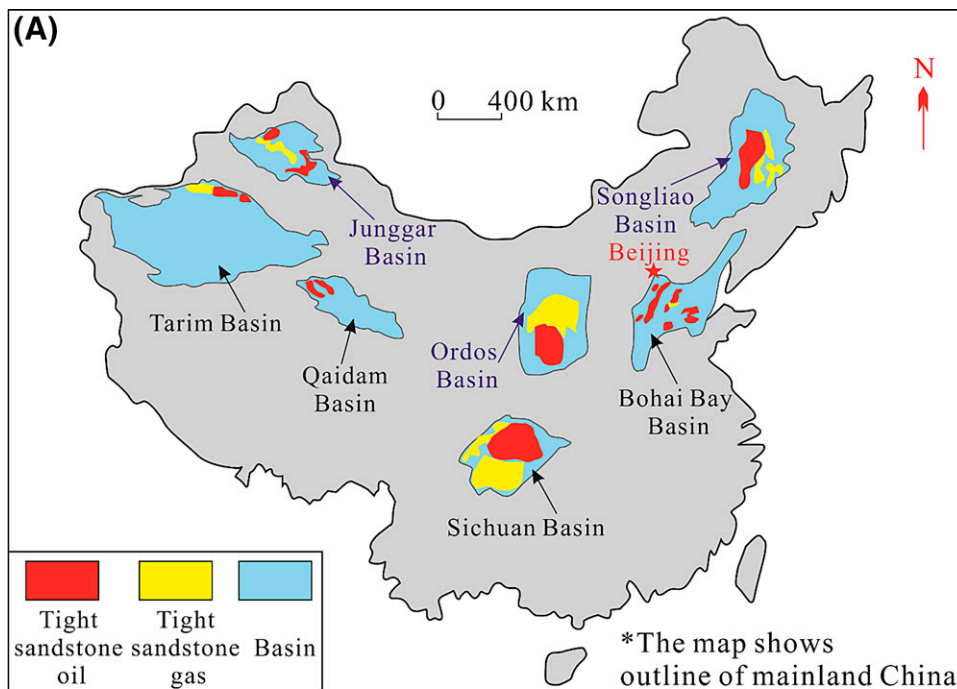 (A)
N
0 400 km
Songliao
Basin
Beijing
Junggar
Basin
Tarim Basin
Qaidam
Basin
Ordos
Basin
Bohai Bay
Basin
Sichuan Basin
Tight
sandstone
oil
Tight
sandstone
gas
Basin
*The map shows
outline of mainland China